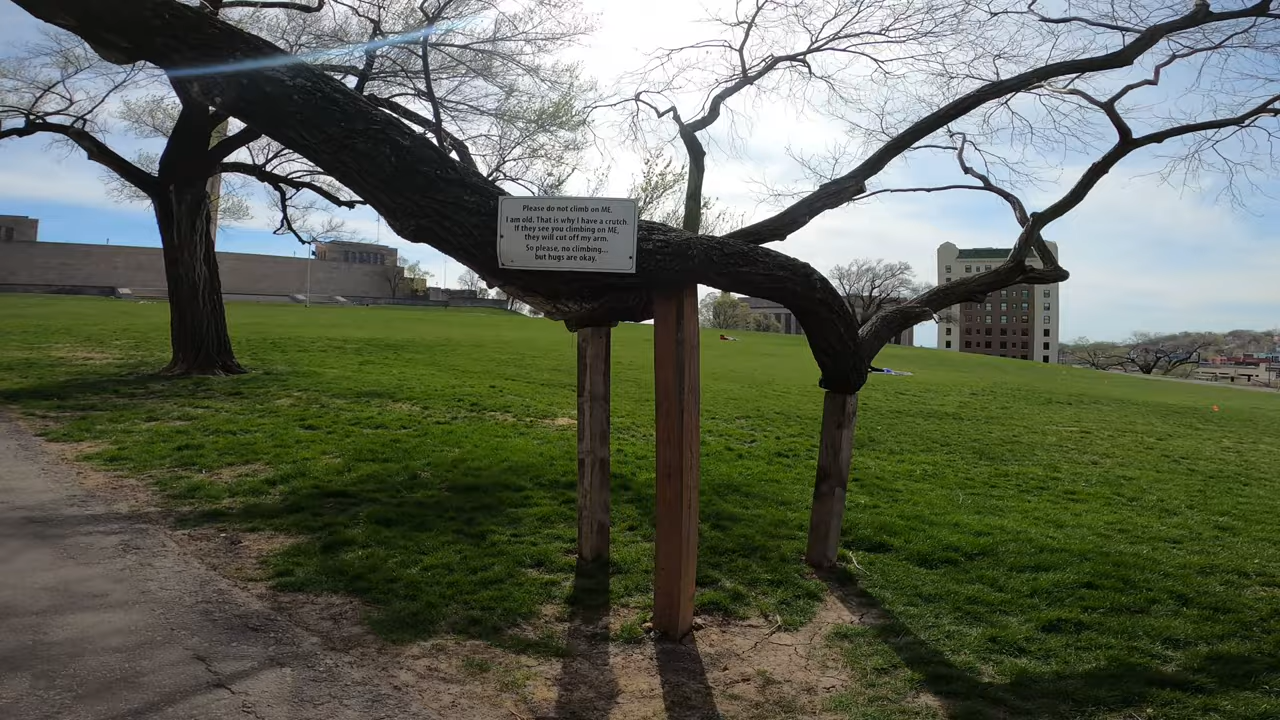 Please do not climb on ME.
I am old. That is why I have a crutch.
If they see you climbing on ME,
they will cut off my arm.
So please, no climbing...
but hugs are okay.